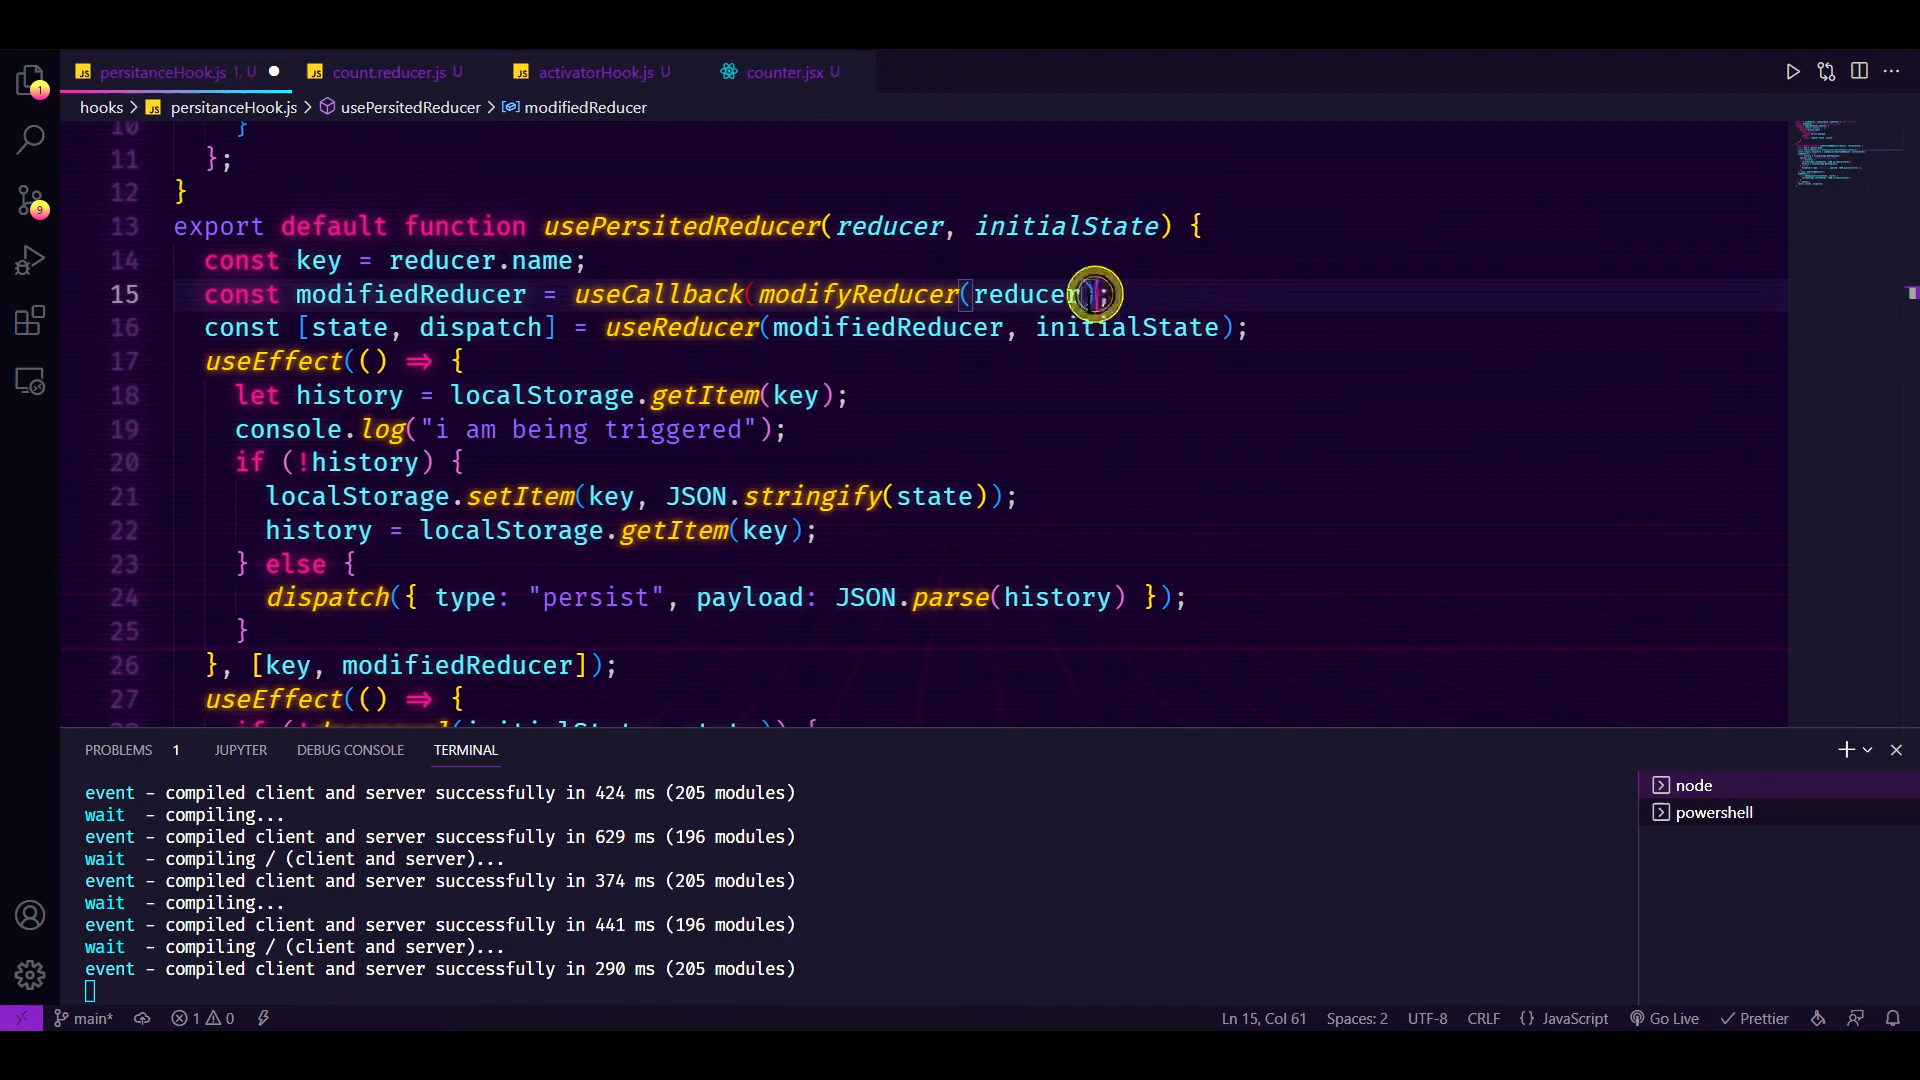 persitanceHook.js 1, U
count.reducer.js U
activatorHook.js U
counter.jsx U
hooks > persitanceHook.js > usePersitedReducer > modifiedReducer
10 }
11 };
12 }
13 export default function usePersitedReducer(reducer, initialState) {
14 const key = reducer.name;
15 const modifiedReducer = useCallback(modifyReducer(reducer);
16 const [state, dispatch] = useReducer(modifiedReducer, initialState);
17 useEffect(() => {
18 let history = localStorage.getItem(key);
19 console.log("i am being triggered");
20 if (!history) {
21 localStorage.setItem(key, JSON.stringify(state));
22 history = localStorage.getItem(key);
23 } else {
24 dispatch({ type: "persist", payload: JSON.parse(history) });
25 }
26 }, [key, modifiedReducer]);
27 useEffect(() => {
PROBLEMS 1 JUPYTER DEBUG CONSOLE TERMINAL
event - compiled client and server successfully in 424 ms (205 modules)
wait - compiling...
event - compiled client and server successfully in 629 ms (196 modules)
wait - compiling / (client and server)...
event - compiled client and server successfully in 374 ms (205 modules)
wait - compiling...
event - compiled client and server successfully in 441 ms (196 modules)
wait - compiling / (client and server)...
event - compiled client and server successfully in 290 ms (205 modules)
node
powershell
1
9
main* 1 0 Ln 15, Col 61 Spaces: 2 UTF-8 CRLF {} JavaScript Go Live Prettier